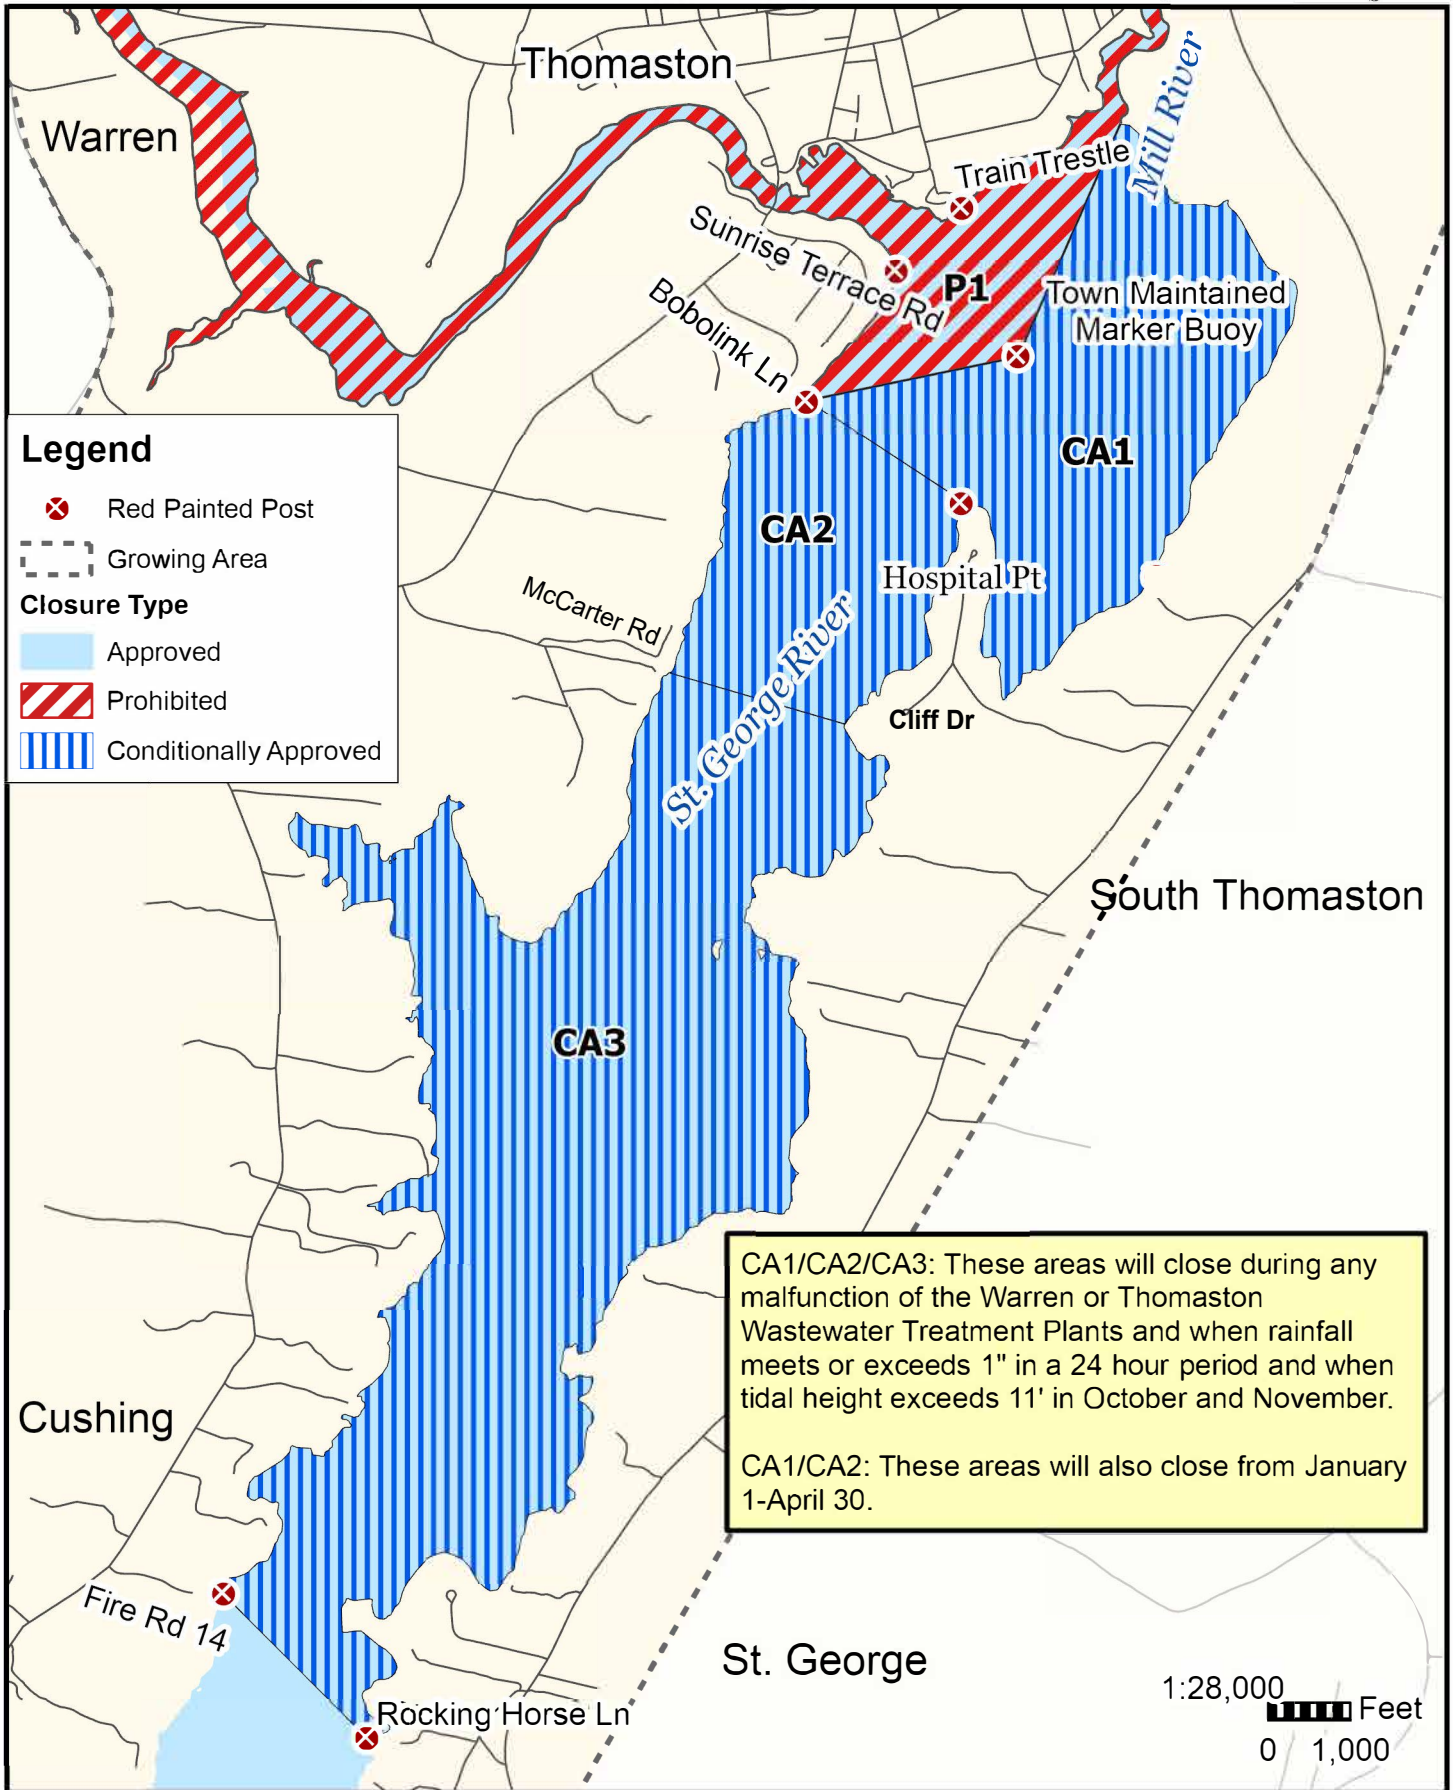 Thomaston
Warren
Mill River
Train Trestle
Sunrise Terrace Rd
P1
Town Maintained
Marker Buoy
Bobolink Ln
CA1
Legend
Red Painted Post
Growing Area
Closure Type
Approved
Prohibited
Conditionally Approved
CA2
Hospital Pt
McCarter Rd
St. George River
Cliff Dr
South Thomaston
CA3
CA1/CA2/CA3: These areas will close during any
malfunction of the Warren or Thomaston
Wastewater Treatment Plants and when rainfall
meets or exceeds 1" in a 24 hour period and when
tidal height exceeds 11' in October and November.
CA1/CA2: These areas will also close from January
1-April 30.
Cushing
Fire Rd 14
St. George
Rocking Horse Ln
1:28,000
Feet
0 1,000